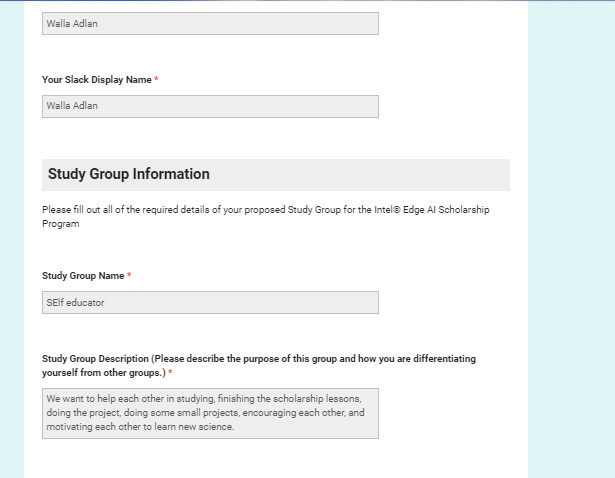 Walla Adlan
Your Slack Display Name *
Walla Adlan
Study Group Information
Please fill out all of the required details of your proposed Study Group for the Intel® Edge AI Scholarship
Program
Study Group Name *
SElf educator
Study Group Description (Please describe the purpose of this group and how you are differentiating
yourself from other groups.) *
We want to help each other in studying, finishing the scholarship lessons,
doing the project, doing some small projects, encouraging each other, and
motivating each other to learn new science.